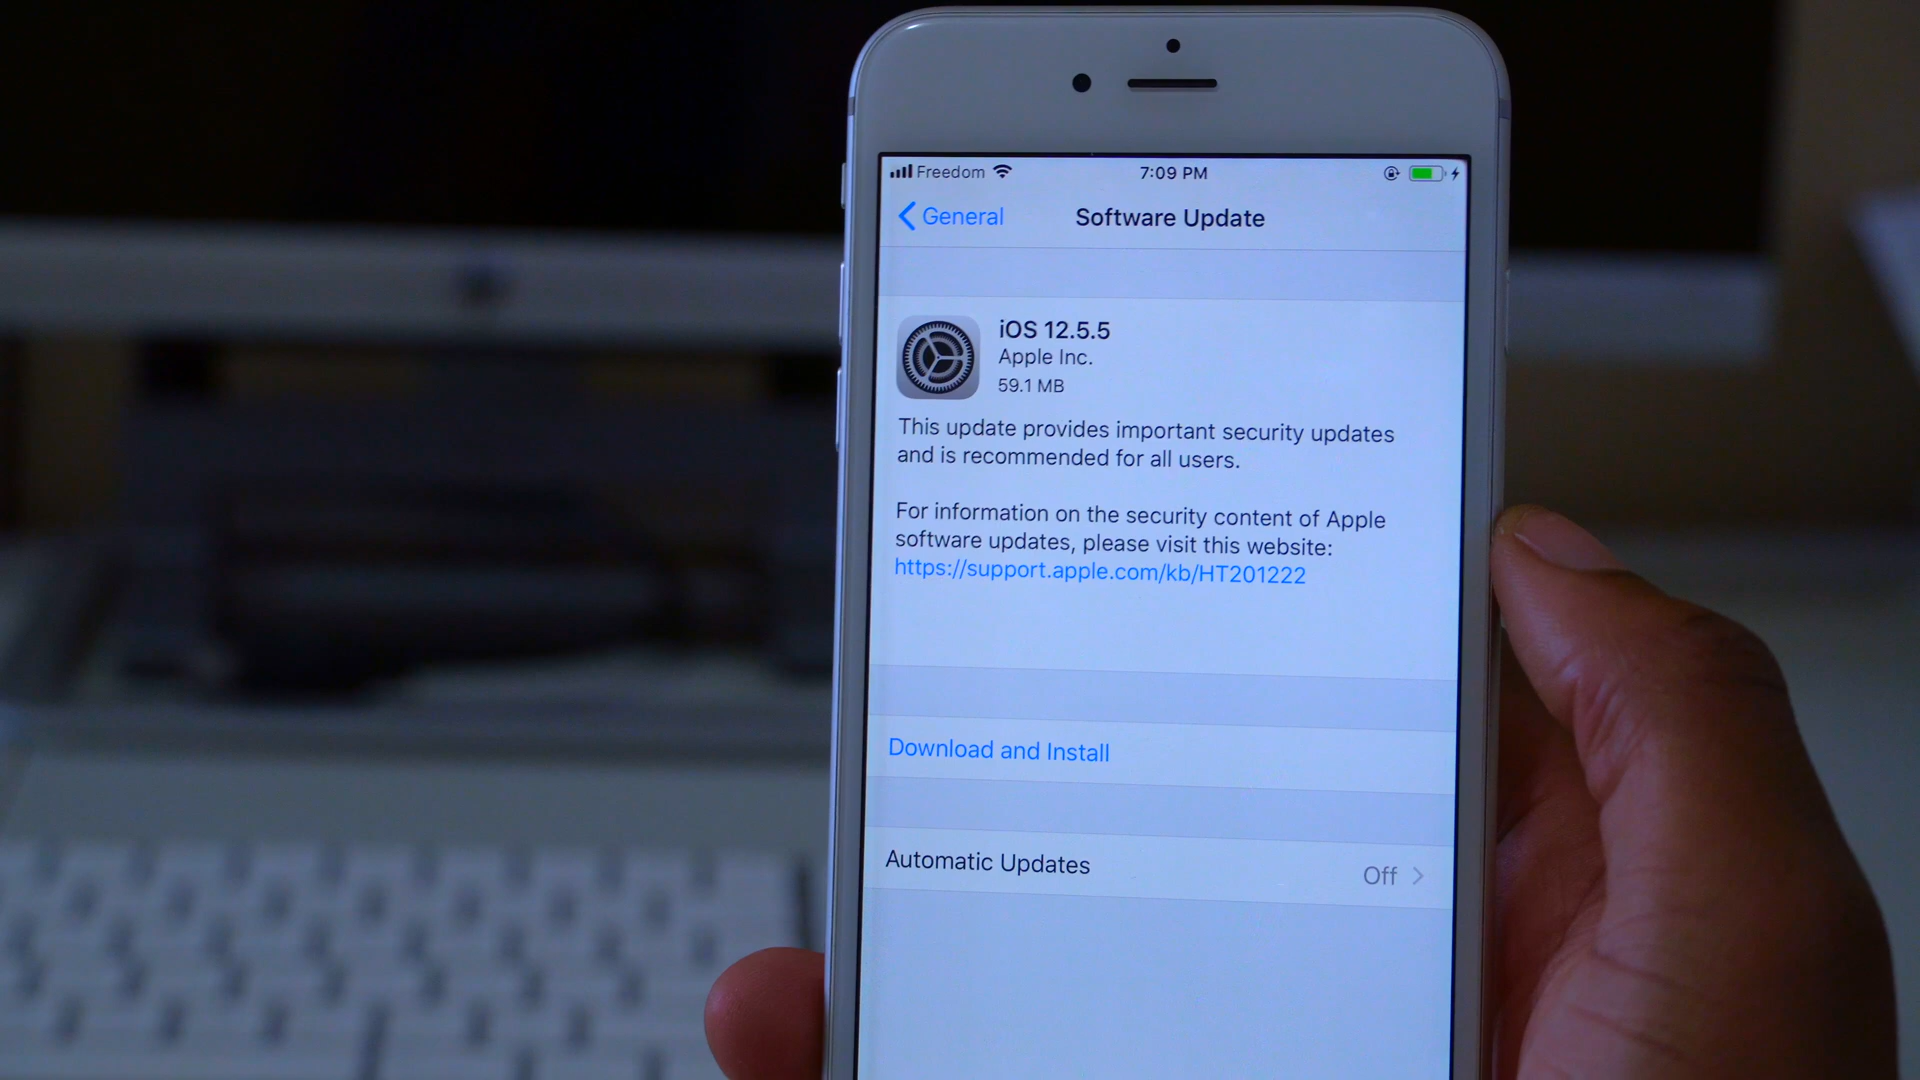 Freedom 7:09 PM
General Software Update
iOS 12.5.5
Apple Inc.
59.1 MB
This update provides important security updates
and is recommended for all users.
For information on the security content of Apple
software updates, please visit this website:
https://support.apple.com/kb/HT201222
Download and Install
Automatic Updates Off